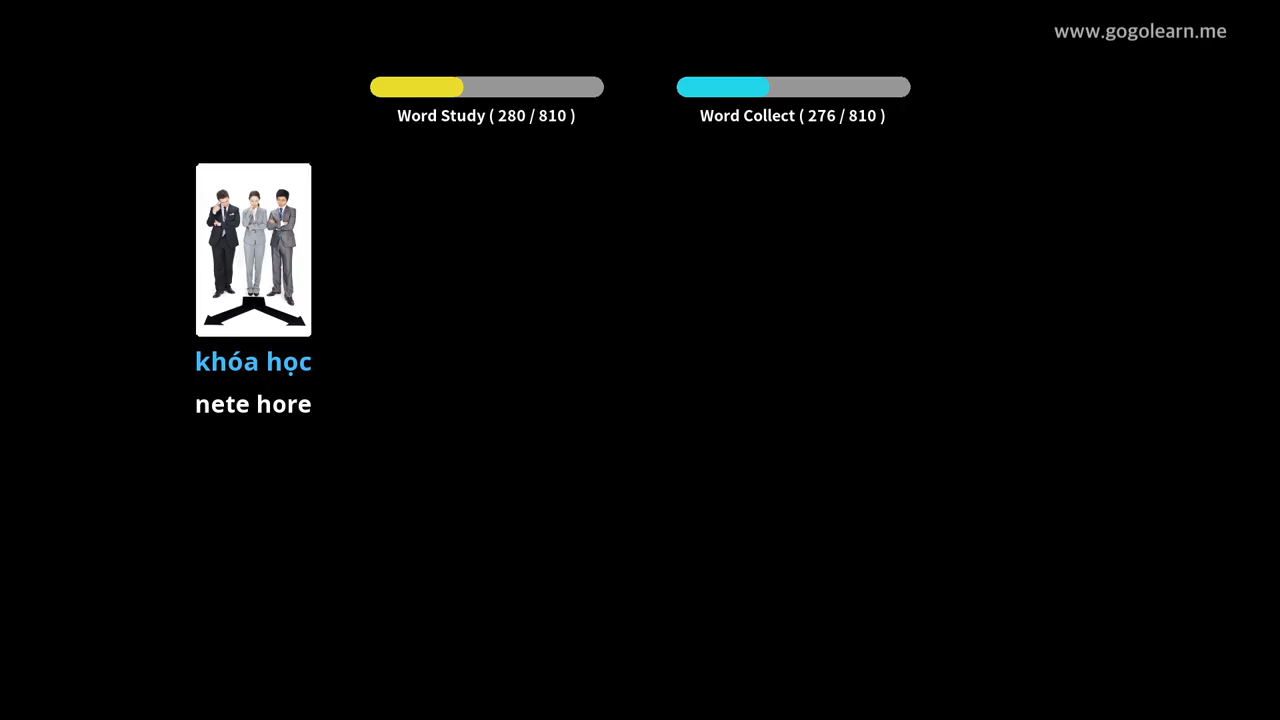 www.gogolearn.me
Word Study ( 280 / 810 )
Word Collect ( 276 / 810 )
khóa học
nete hore